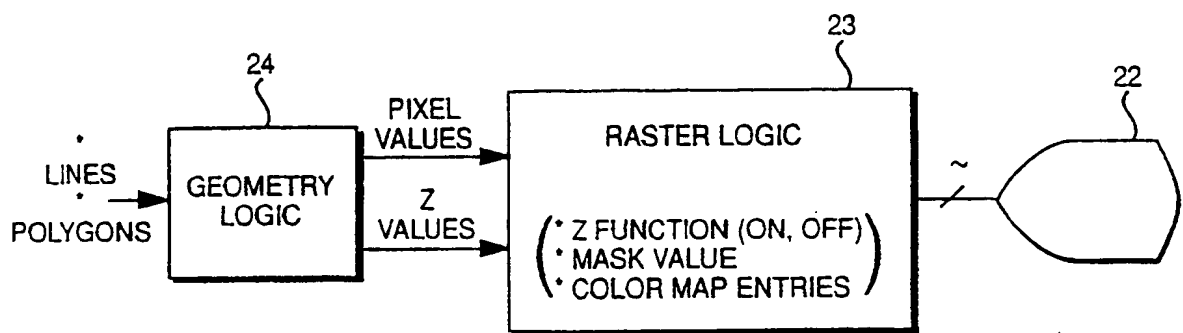 24
23
22
* LINES
* POLYGONS
GEOMETRY
LOGIC
PIXEL
VALUES
Z
VALUES
RASTER LOGIC
* Z FUNCTION (ON, OFF)
* MASK VALUE
* COLOR MAP ENTRIES
~